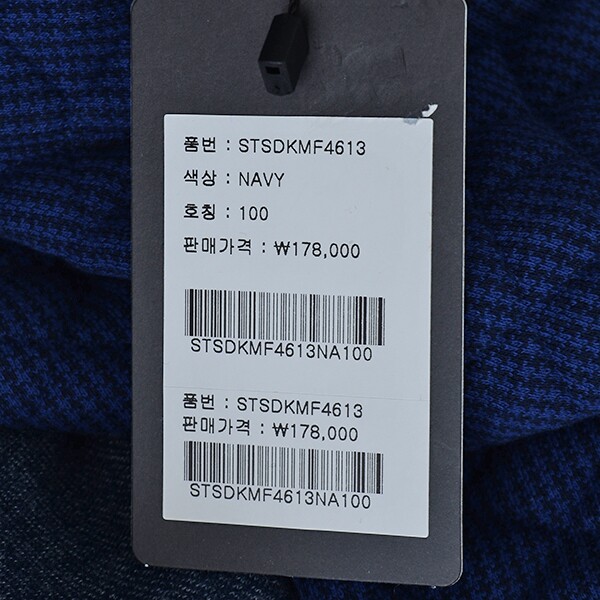 품번 : STSDKMF4613
색상 : NAVY
호칭 : 100
판매가격 : ₩178,000
STSDKMF4613NA100
품번 : STSDKMF4613
판매가격 : ₩178,000
STSDKMF4613NA100